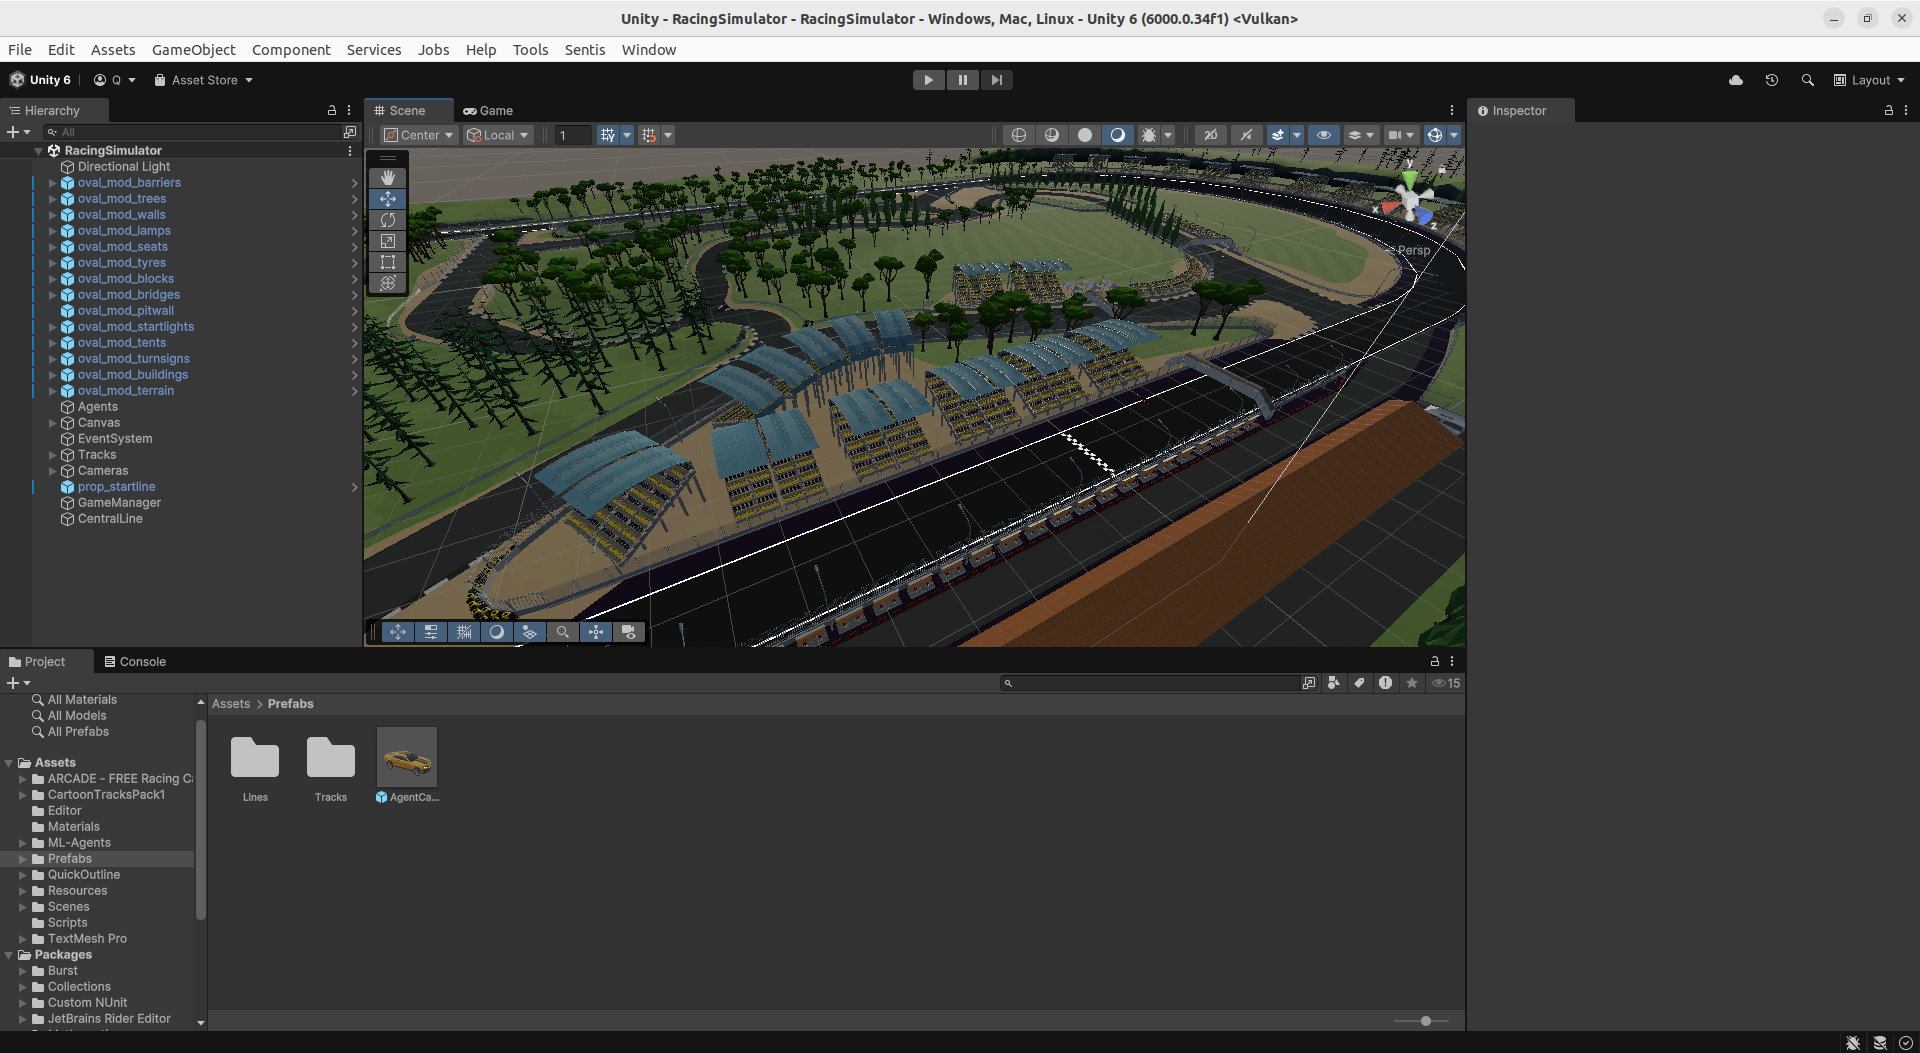 Unity - RacingSimulator - RacingSimulator - Windows, Mac, Linux - Unity 6 (6000.0.34f1) <Vulkan>
File Edit Assets GameObject Component Services Jobs Help Tools Sentis Window
Unity 6 Q Asset Store Layout
Hierarchy
All
RacingSimulator
Directional Light
oval_mod_barriers
oval_mod_trees
oval_mod_walls
oval_mod_lamps
oval_mod_seats
oval_mod_tyres
oval_mod_blocks
oval_mod_bridges
oval_mod_pitwall
oval_mod_startlights
oval_mod_tents
oval_mod_turnsigns
oval_mod_buildings
oval_mod_terrain
Agents
Canvas
EventSystem
Tracks
Cameras
prop_startline
GameManager
CentralLine
Scene Game
Center Local 1 2D
y
x
z
Persp
Inspector
Project Console
15
All Materials
All Models
All Prefabs
Assets
ARCADE - FREE Racing C
CartoonTracksPack1
Editor
Materials
ML-Agents
Prefabs
QuickOutline
Resources
Scenes
Scripts
TextMesh Pro
Packages
Burst
Collections
Custom NUnit
JetBrains Rider Editor
Assets > Prefabs
Lines Tracks AgentCa...